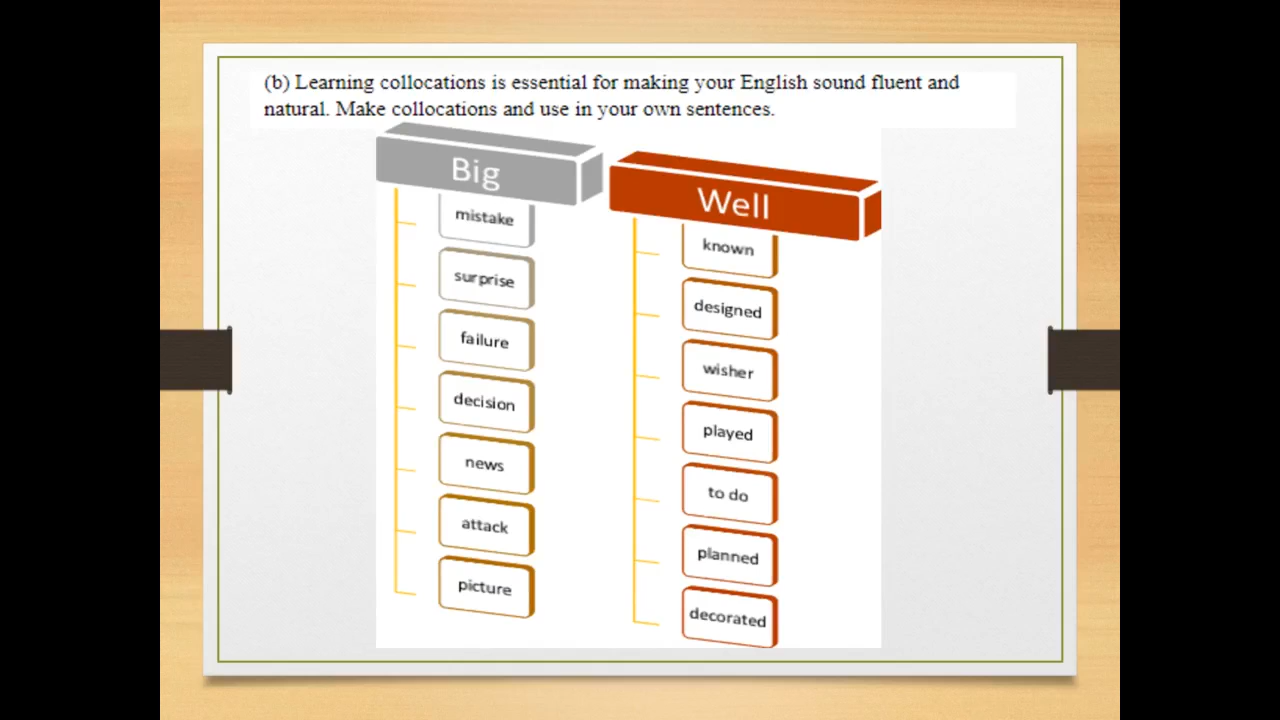 (b) Learning collocations is essential for making your English sound fluent and
natural. Make collocations and use in your own sentences.
Big
mistake
surprise
failure
decision
news
attack
picture
Well
known
designed
wisher
played
to do
planned
decorated